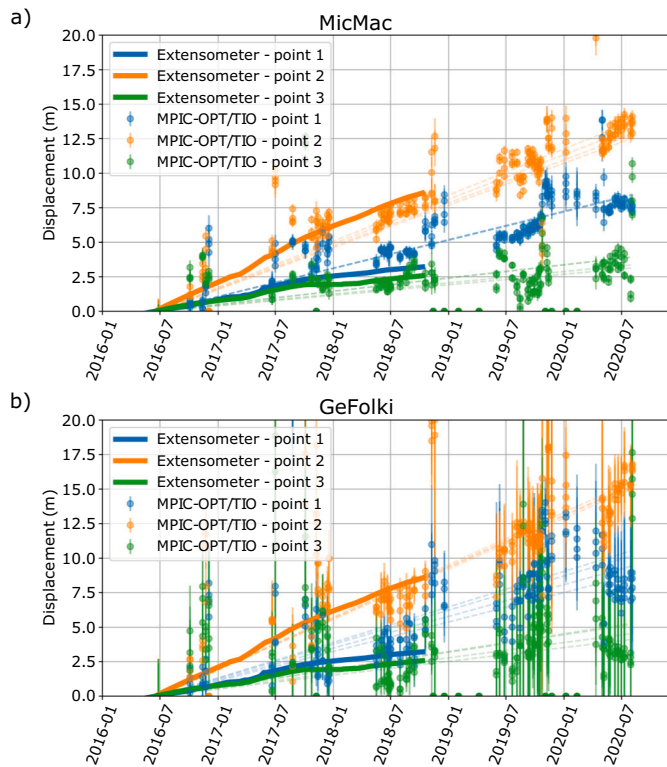 a)
MicMac
20.0
17.5
15.0
12.5
10.0
7.5
5.0
2.5
0.0
Displacement (m)
Extensometer - point 1
Extensometer - point 2
Extensometer - point 3
MPIC-OPT/TIO - point 1
MPIC-OPT/TIO - point 2
MPIC-OPT/TIO - point 3
2016-01
2016-07
2017-01
2017-07
2018-01
2018-07
2019-01
2019-07
2020-01
2020-07
b)
GeFolki
20.0
17.5
15.0
12.5
10.0
7.5
5.0
2.5
0.0
Displacement (m)
Extensometer - point 1
Extensometer - point 2
Extensometer - point 3
MPIC-OPT/TIO - point 1
MPIC-OPT/TIO - point 2
MPIC-OPT/TIO - point 3
2016-01
2016-07
2017-01
2017-07
2018-01
2018-07
2019-01
2019-07
2020-01
2020-07